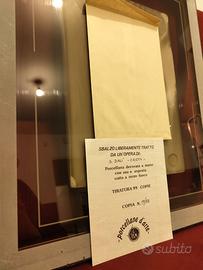 SBALZO LIBERAMENTE TRATTO
DA UN'OPERA DI:
S. DALI
Porcellana decorata a mano
con oro e argento
cotto a terzo fuoco
TIRATURA 99 COPIE
COPIA N.
porcellane d'arte
subito